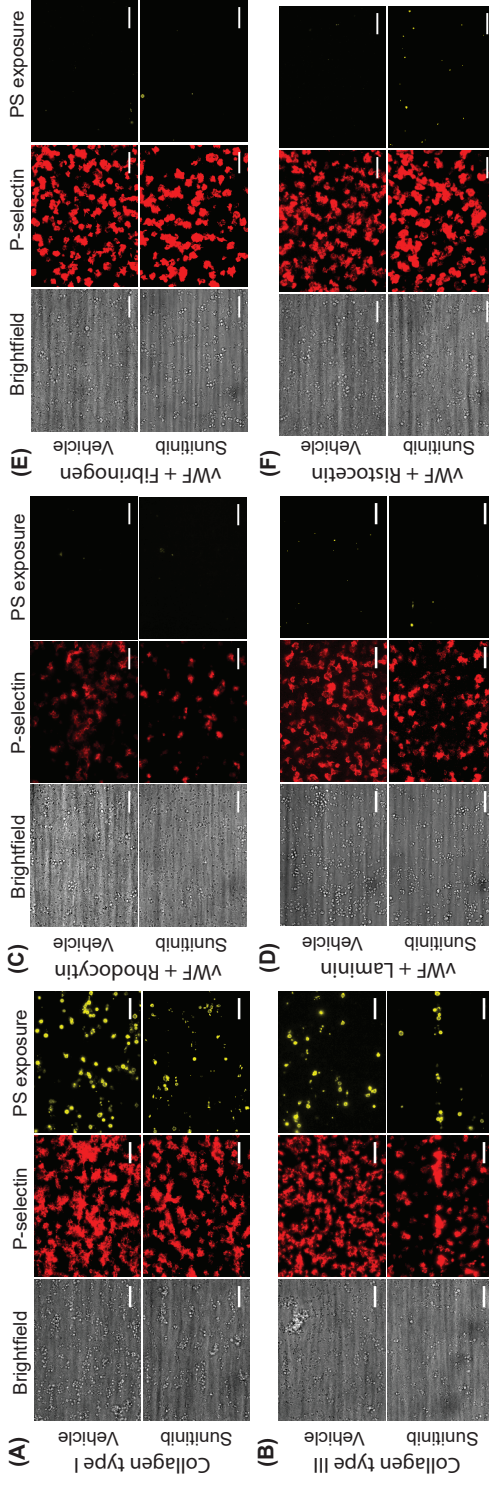 (A)
Brightfield
P-selectin
PS exposure
Collagen type I
Vehicle
Sunitinib
(B)
Collagen type III
Vehicle
Sunitinib
(C)
Brightfield
P-selectin
PS exposure
vWF + Rhodocytin
Vehicle
Sunitinib
(D)
vWF + Laminin
Vehicle
Sunitinib
(E)
Brightfield
P-selectin
PS exposure
vWF + Fibrinogen
Vehicle
Sunitinib
(F)
vWF + Ristocetin
Vehicle
Sunitinib